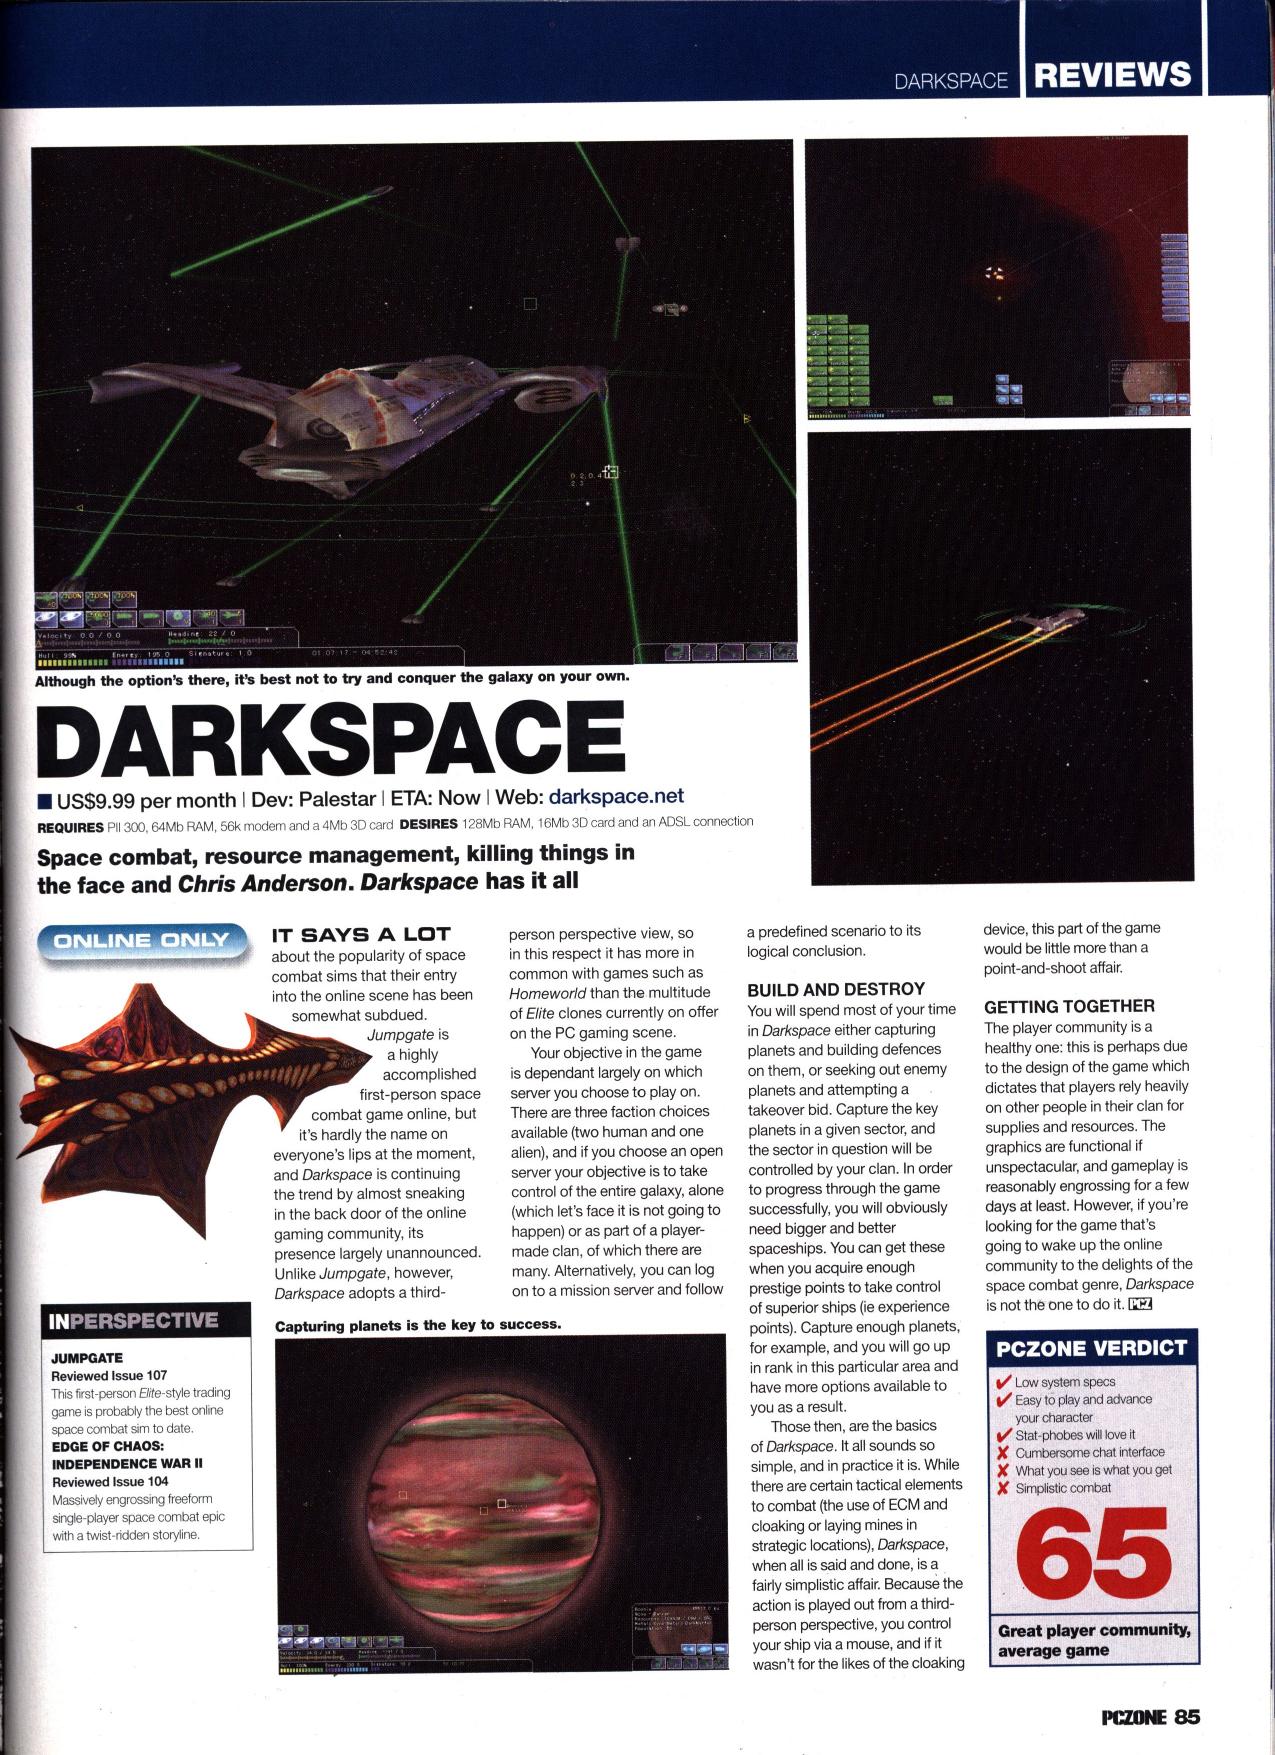 DARKSPACE
REVIEWS
Velocity: 0.0 / 0.0
Heading: 22 / 0
Hull: 99%
Energy: 195.0
Signature: 1.0
01:07:17 - 04:52:42
Although the option's there, it's best not to try and conquer the galaxy on your own.
DARKSPACE
US$9.99 per month | Dev: Palestar | ETA: Now | Web: darkspace.net
REQUIRES PII 300, 64Mb RAM, 56k modem and a 4Mb 3D card DESIRES 128Mb RAM, 16Mb 3D card and an ADSL connection
Space combat, resource management, killing things in
the face and Chris Anderson. Darkspace has it all
ONLINE ONLY
IT SAYS A LOT
about the popularity of space
combat sims that their entry
into the online scene has been
somewhat subdued.
Jumpgate is
a highly
accomplished
first-person space
combat game online, but
it's hardly the name on
everyone's lips at the moment,
and Darkspace is continuing
the trend by almost sneaking
in the back door of the online
gaming community, its
presence largely unannounced.
Unlike Jumpgate, however,
Darkspace adopts a third-
person perspective view, so
in this respect it has more in
common with games such as
Homeworld than the multitude
of Elite clones currently on offer
on the PC gaming scene.
Your objective in the game
is dependant largely on which
server you choose to play on.
There are three faction choices
available (two human and one
alien), and if you choose an open
server your objective is to take
control of the entire galaxy, alone
(which let's face it is not going to
happen) or as part of a player-
made clan, of which there are
many. Alternatively, you can log
on to a mission server and follow
a predefined scenario to its
logical conclusion.
BUILD AND DESTROY
You will spend most of your time
in Darkspace either capturing
planets and building defences
on them, or seeking out enemy
planets and attempting a
takeover bid. Capture the key
planets in a given sector, and
the sector in question will be
controlled by your clan. In order
to progress through the game
successfully, you will obviously
need bigger and better
spaceships. You can get these
when you acquire enough
prestige points to take control
of superior ships (ie experience
points). Capture enough planets,
for example, and you will go up
in rank in this particular area and
have more options available to
you as a result.
Those then, are the basics
of Darkspace. It all sounds so
simple, and in practice it is. While
there are certain tactical elements
to combat (the use of ECM and
cloaking or laying mines in
strategic locations), Darkspace,
when all is said and done, is a
fairly simplistic affair. Because the
action is played out from a third-
person perspective, you control
your ship via a mouse, and if it
wasn't for the likes of the cloaking
device, this part of the game
would be little more than a
point-and-shoot affair.
GETTING TOGETHER
The player community is a
healthy one: this is perhaps due
to the design of the game which
dictates that players rely heavily
on other people in their clan for
supplies and resources. The
graphics are functional if
unspectacular, and gameplay is
reasonably engrossing for a few
days at least. However, if you're
looking for the game that's
going to wake up the online
community to the delights of the
space combat genre, Darkspace
is not the one to do it. PCZ
INPERSPECTIVE
JUMPGATE
Reviewed Issue 107
This first-person Elite-style trading
game is probably the best online
space combat sim to date.
EDGE OF CHAOS:
INDEPENDENCE WAR II
Reviewed Issue 104
Massively engrossing freeform
single-player space combat epic
with a twist-ridden storyline.
Capturing planets is the key to success.
PCZONE VERDICT
Low system specs
Easy to play and advance
your character
Stat-phobes will love it
Cumbersome chat interface
What you see is what you get
Simplistic combat
65
Great player community,
average game
PCZONE 85